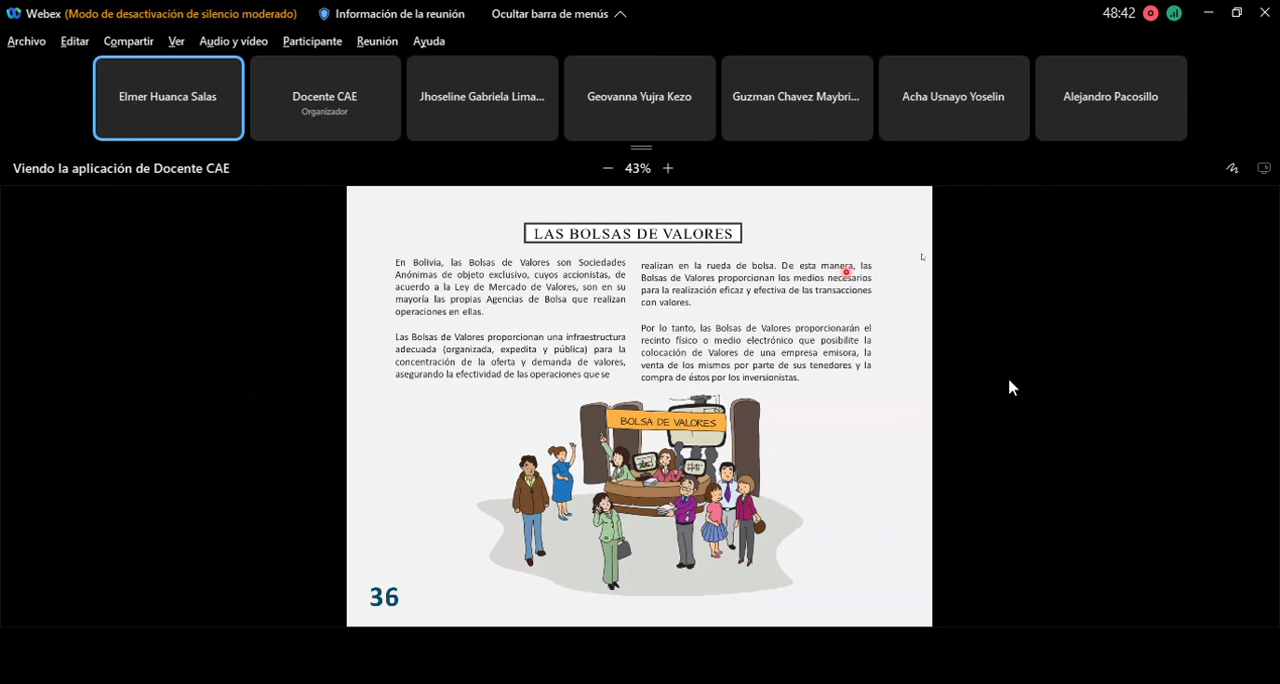 Webex (Modo de desactivación de silencio moderado) Información de la reunión Ocultar barra de menús 48:42
Archivo Editar Compartir Ver Audio y vídeo Participante Reunión Ayuda
Elmer Huanca Salas
Docente CAE
Organizador
Jhoseline Gabriela Lima...
Geovanna Yujra Kezo
Guzman Chavez Maybri...
Acha Usnayo Yoselin
Alejandro Pacosillo
Viendo la aplicación de Docente CAE
43%
LAS BOLSAS DE VALORES
En Bolivia, las Bolsas de Valores son Sociedades
Anónimas de objeto exclusivo, cuyos accionistas, de
acuerdo a la Ley de Mercado de Valores, son en su
mayoría las propias Agencias de Bolsa que realizan
operaciones en ellas.
Las Bolsas de Valores proporcionan una infraestructura
adecuada (organizada, expedita y pública) para la
concentración de la oferta y demanda de valores,
asegurando la efectividad de las operaciones que se
realizan en la rueda de bolsa. De esta manera, las
Bolsas de Valores proporcionan los medios necesarios
para la realización eficaz y efectiva de las transacciones
con valores.
Por lo tanto, las Bolsas de Valores proporcionarán el
recinto físico o medio electrónico que posibilite la
colocación de Valores de una empresa emisora, la
venta de los mismos por parte de sus tenedores y la
compra de éstos por los inversionistas.
BOLSA DE VALORES
36